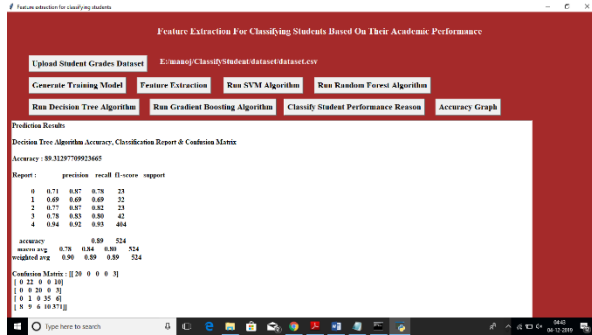 Feature extraction for classifying students
Feature Extraction For Classifying Students Based On Their Academic Performance
Upload Student Grades Dataset
E:/manoj/ClassifyStudent/dataset/dataset.csv
Generate Training Model
Feature Extraction
Run SVM Algorithm
Run Random Forest Algorithm
Run Decision Tree Algorithm
Run Gradient Boosting Algorithm
Classify Student Performance Reason
Accuracy Graph
Prediction Results
Decision Tree Algorithm Accuracy, Classification Report & Confusion Matrix
Accuracy : 89.31297709923665
Report : precision recall f1-score support
0 0.71 0.87 0.78 23
1 0.69 0.69 0.69 32
2 0.77 0.87 0.82 23
3 0.78 0.83 0.80 42
4 0.94 0.92 0.93 404
accuracy 0.89 524
macro avg 0.78 0.84 0.80 524
weighted avg 0.90 0.89 0.89 524
Confusion Matrix : [[ 20 0 0 0 3]
[ 0 22 0 0 10]
[ 0 0 20 0 3]
[ 0 1 0 35 6]
[ 8 9 6 10 371]]
Type here to search
04:43
04-12-2019